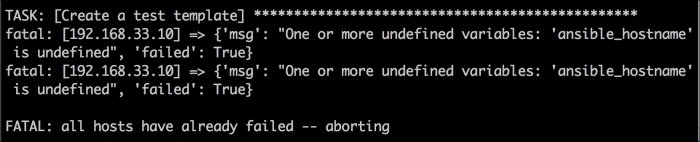 TASK: [Create a test template] ************************************************
fatal: [192.168.33.10] => {'msg': "One or more undefined variables: 'ansible_hostname'
 is undefined", 'failed': True}
fatal: [192.168.33.10] => {'msg': "One or more undefined variables: 'ansible_hostname'
 is undefined", 'failed': True}
FATAL: all hosts have already failed -- aborting